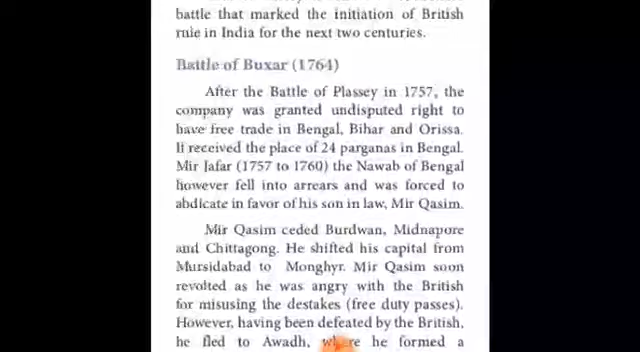 battle that marked the initiation of British
rule in India for the next two centuries.
Battle of Buxar (1764)
After the Battle of Plassey in 1757, the
company was granted undisputed right to
have free trade in Bengal, Bihar and Orissa.
It received the place of 24 parganas in Bengal.
Mir Jafar (1757 to 1760) the Nawab of Bengal
however fell into arrears and was forced to
abdicate in favor of his son in law, Mir Qasim.
Mir Qasim ceded Burdwan, Midnapore
and Chittagong. He shifted his capital from
Mursidabad to Monghyr. Mir Qasim soon
revolted as he was angry with the British
for misusing the destakes (free duty passes).
However, having been defeated by the British,
he fled to Awadh, where he formed a